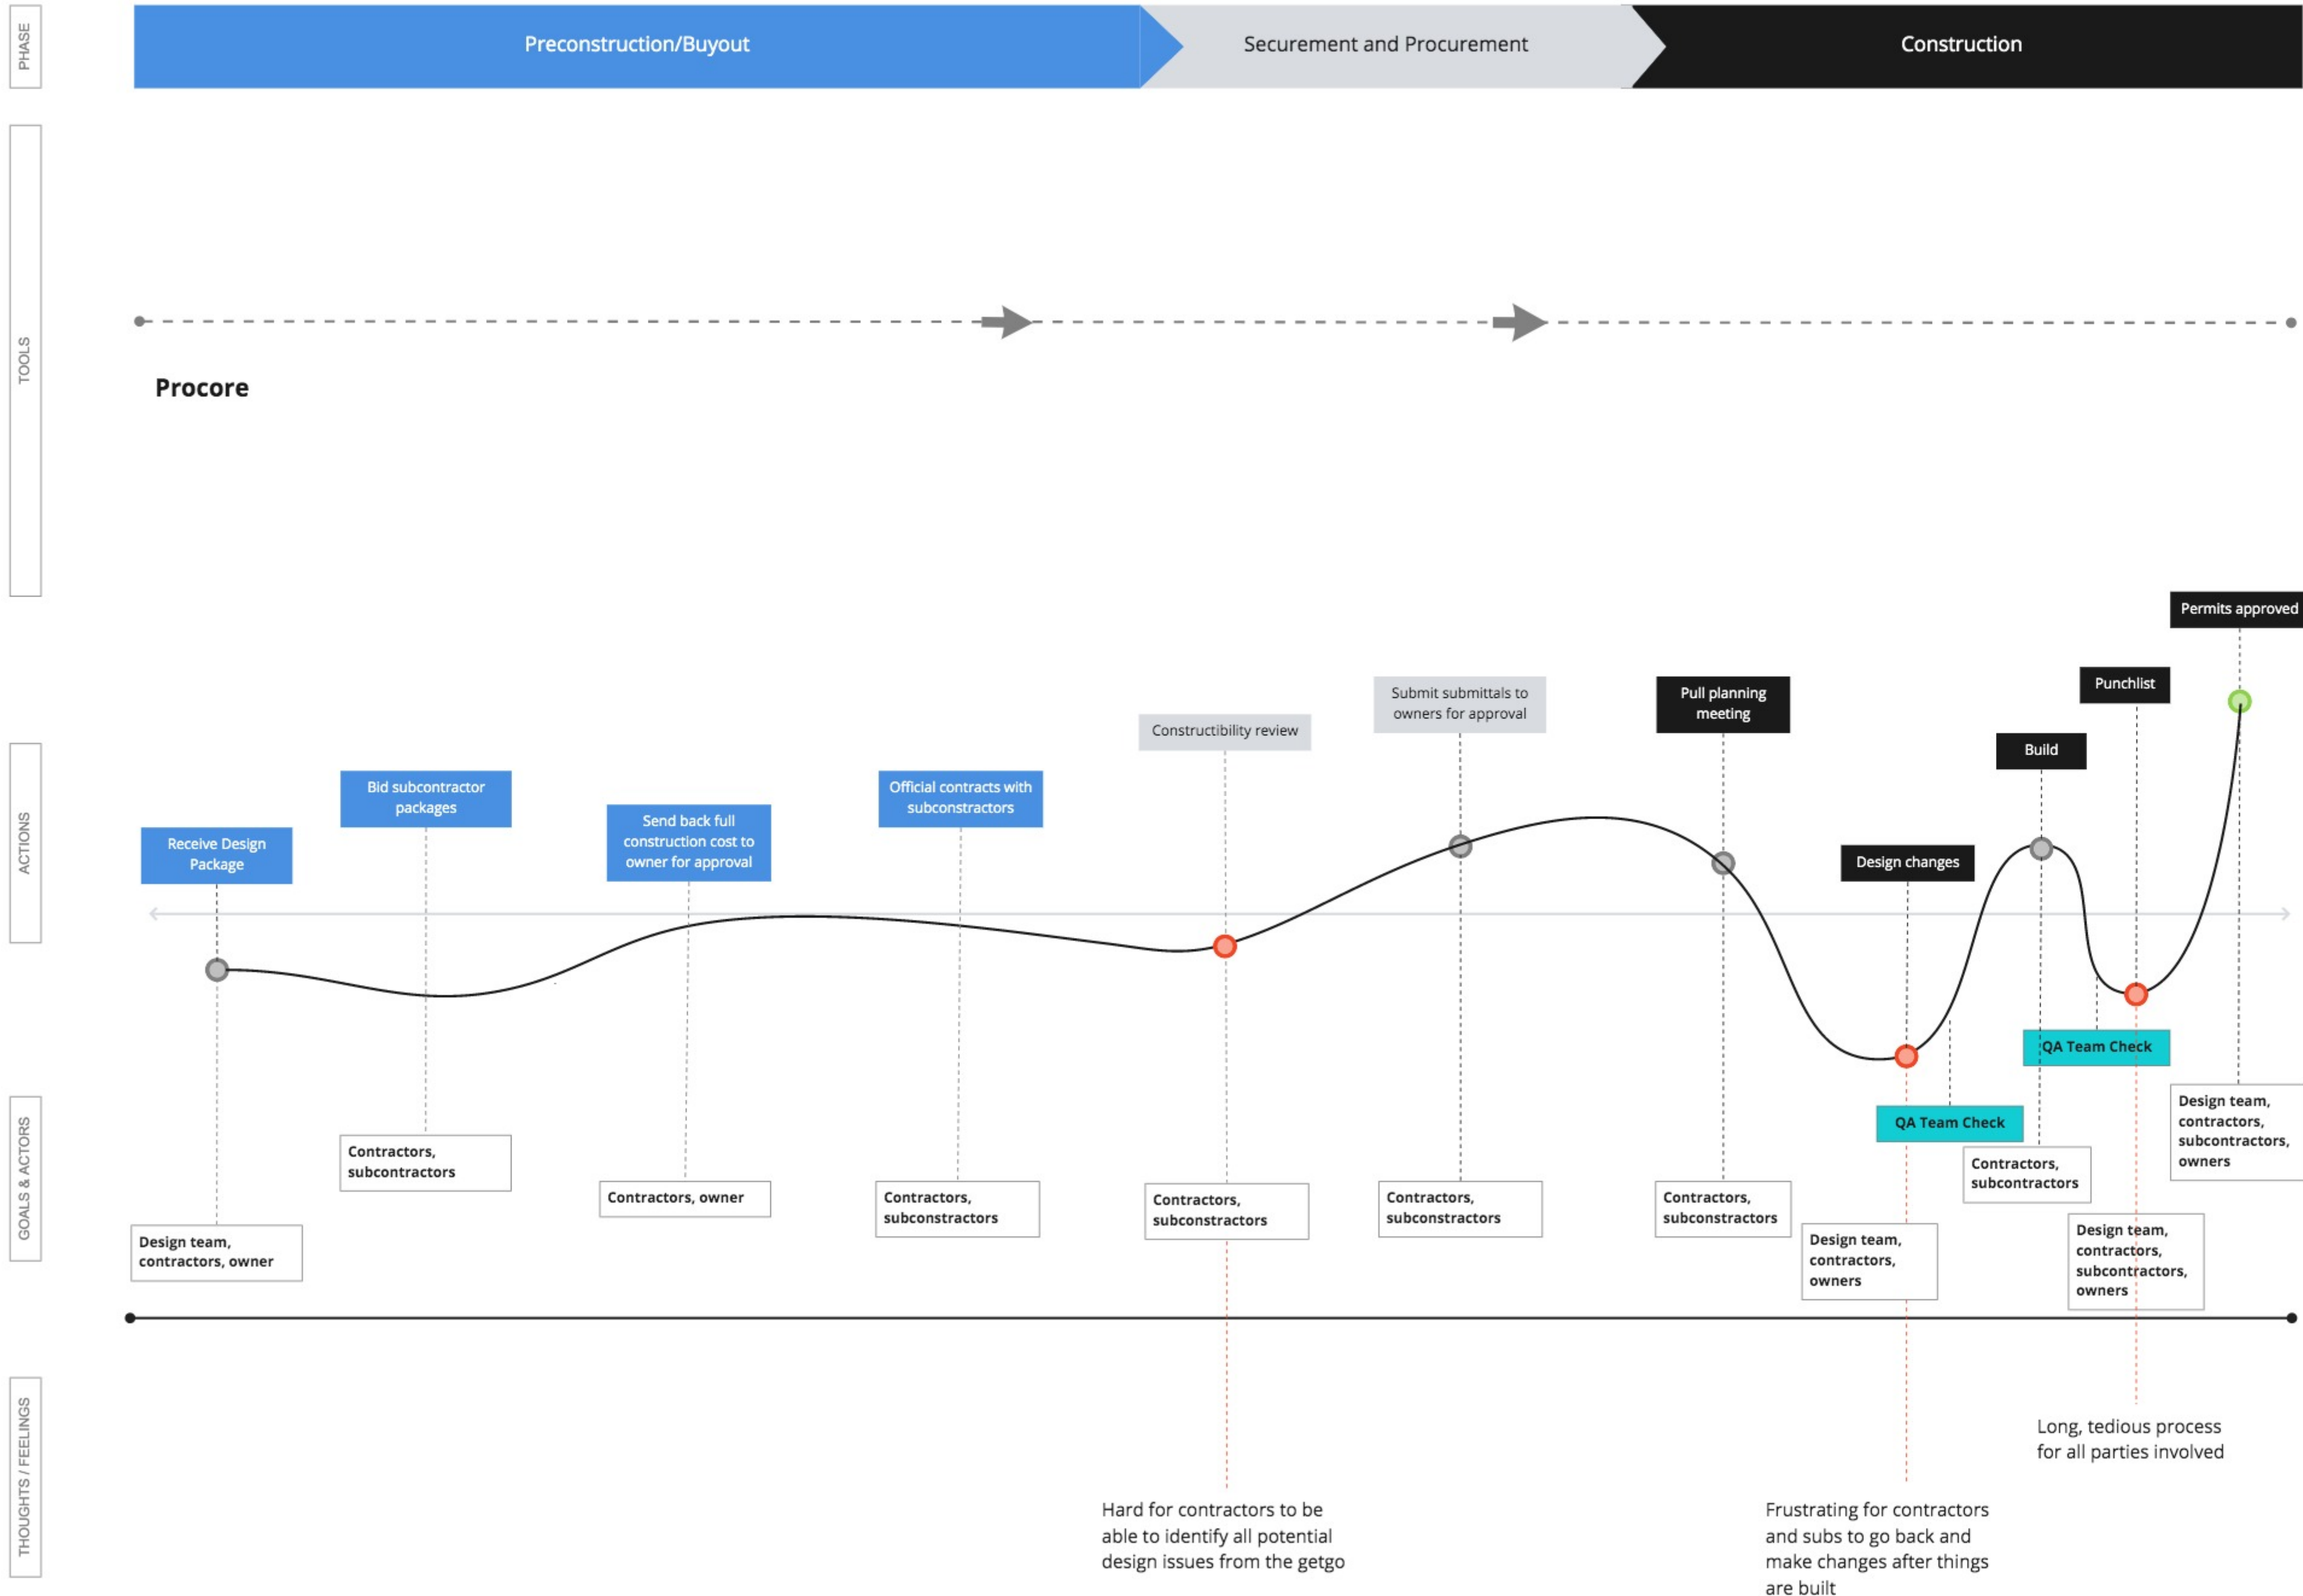 PHASE
Preconstruction/Buyout
Securement and Procurement
Construction
TOOLS
Procore
ACTIONS
Receive Design
Package
Bid subcontractor
packages
Send back full
construction cost to
owner for approval
Official contracts with
subconstractors
Constructibility review
Submit submittals to
owners for approval
Pull planning
meeting
Design changes
Build
Punchlist
Permits approved
QA Team Check
QA Team Check
GOALS & ACTORS
Design team,
contractors, owner
Contractors,
subcontractors
Contractors, owner
Contractors,
subconstractors
Contractors,
subconstractors
Contractors,
subconstractors
Contractors,
subconstractors
Design team,
contractors,
owners
Contractors,
subcontractors
Design team,
contractors,
subcontractors,
owners
Design team,
contractors,
subcontractors,
owners
THOUGHTS / FEELINGS
Hard for contractors to be
able to identify all potential
design issues from the getgo
Frustrating for contractors
and subs to go back and
make changes after things
are built
Long, tedious process
for all parties involved